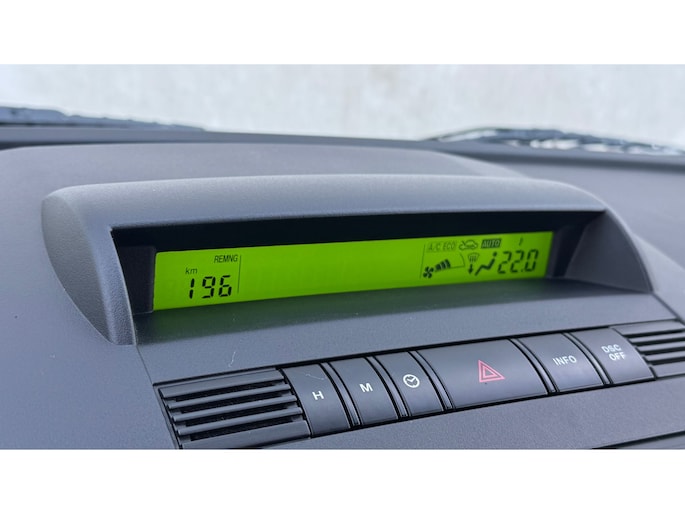 REMNG
km
196
A/C ECO AUTO
22.0
H
M
INFO
DSC
OFF